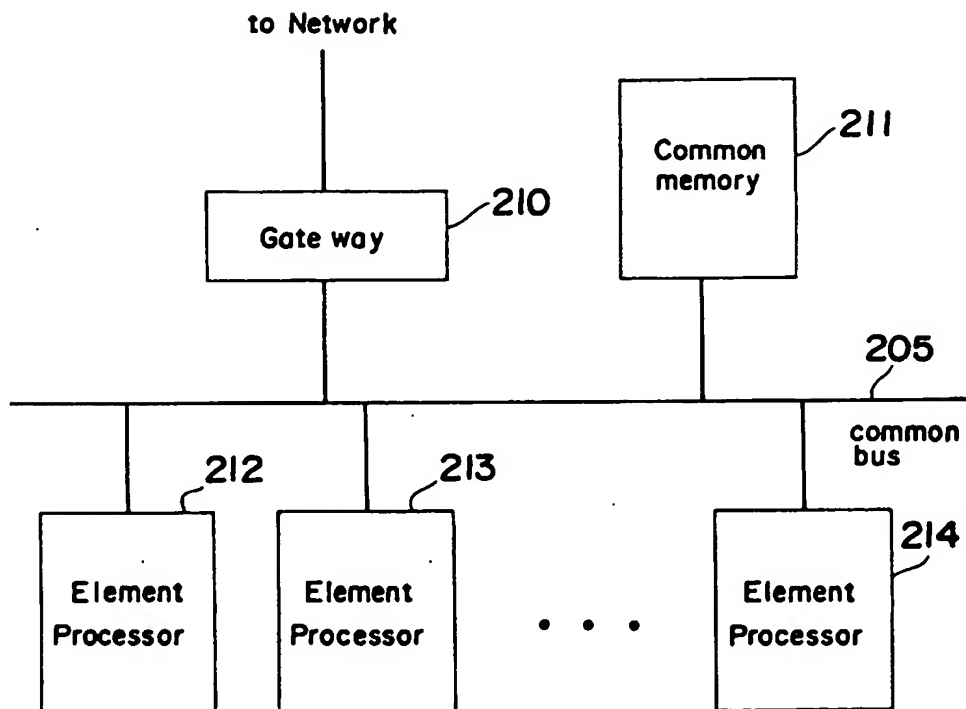 to Network
211
Common
memory
210
Gate way
205
common
bus
212
213
214
Element
Processor
Element
Processor
• • •
Element
Processor